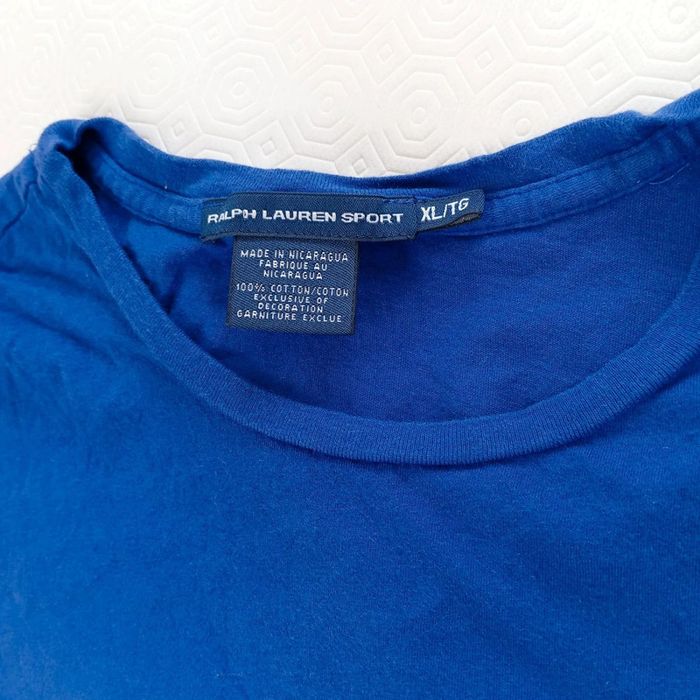 RALPH LAUREN SPORT
XL/TG
MADE IN NICARAGUA
FABRIQUE AU
NICARAGUA
100% COTTON/COTON
EXCLUSIVE OF
DECORATION
GARNITURE EXCLUE